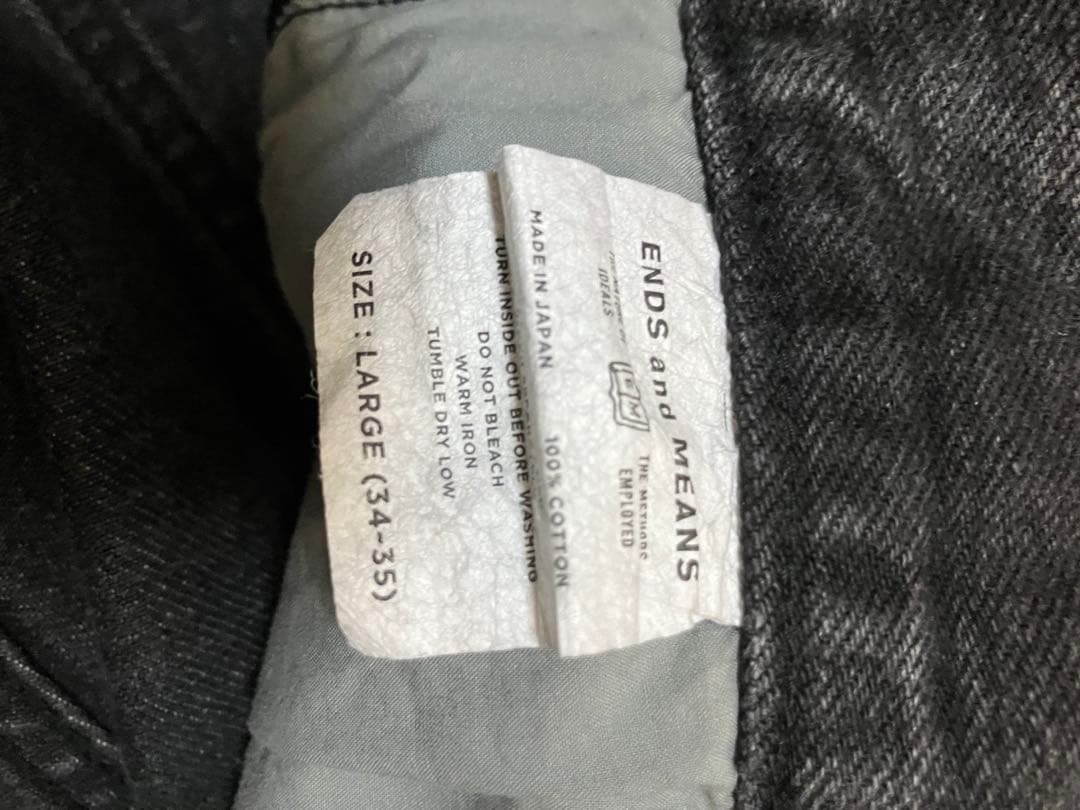 ENDS and MEANS
IDEALS
EM
THE METHODS
EMPLOYED
MADE IN JAPAN 100% COTTON
TURN INSIDE OUT BEFORE WASHING
DO NOT BLEACH
WARM IRON
TUMBLE DRY LOW
SIZE : LARGE (34-35)